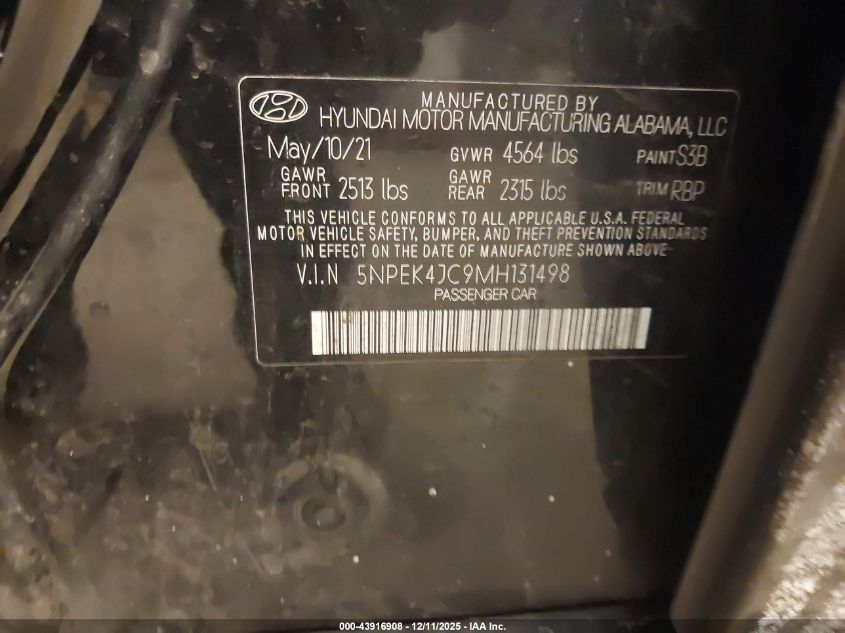 MANUFACTURED BY
HYUNDAI MOTOR MANUFACTURING ALABAMA, LLC
May/10/21 GVWR 4564 lbs PAINT S3B
GAWR FRONT 2513 lbs GAWR REAR 2315 lbs TRIM RBP
THIS VEHICLE CONFORMS TO ALL APPLICABLE U.S.A. FEDERAL
MOTOR VEHICLE SAFETY, BUMPER, AND THEFT PREVENTION STANDARDS
IN EFFECT ON THE DATE OF MANUFACTURE SHOWN ABOVE
V.I.N 5NPEK4JC9MH131498
PASSENGER CAR
000-43916908 - 12/11/2025 - IAA Inc.